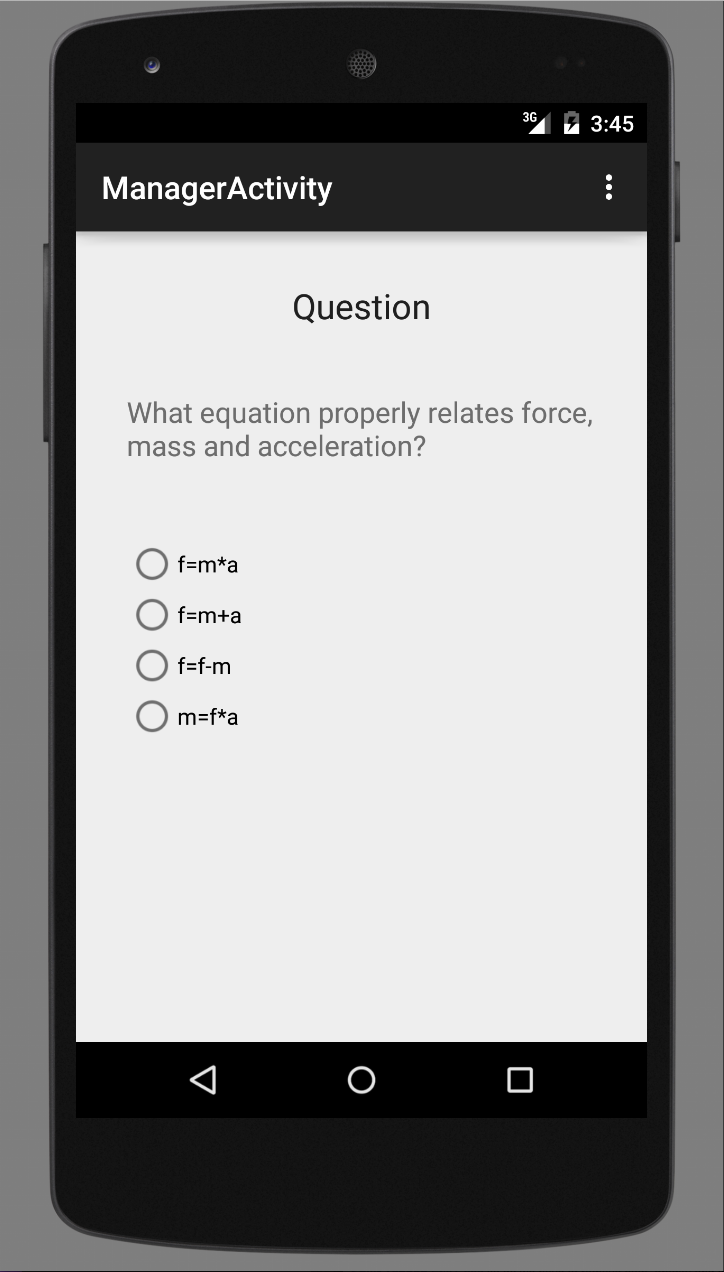 3G 3:45
ManagerActivity
Question
What equation properly relates force,
mass and acceleration?
f=m*a
f=m+a
f=f-m
m=f*a